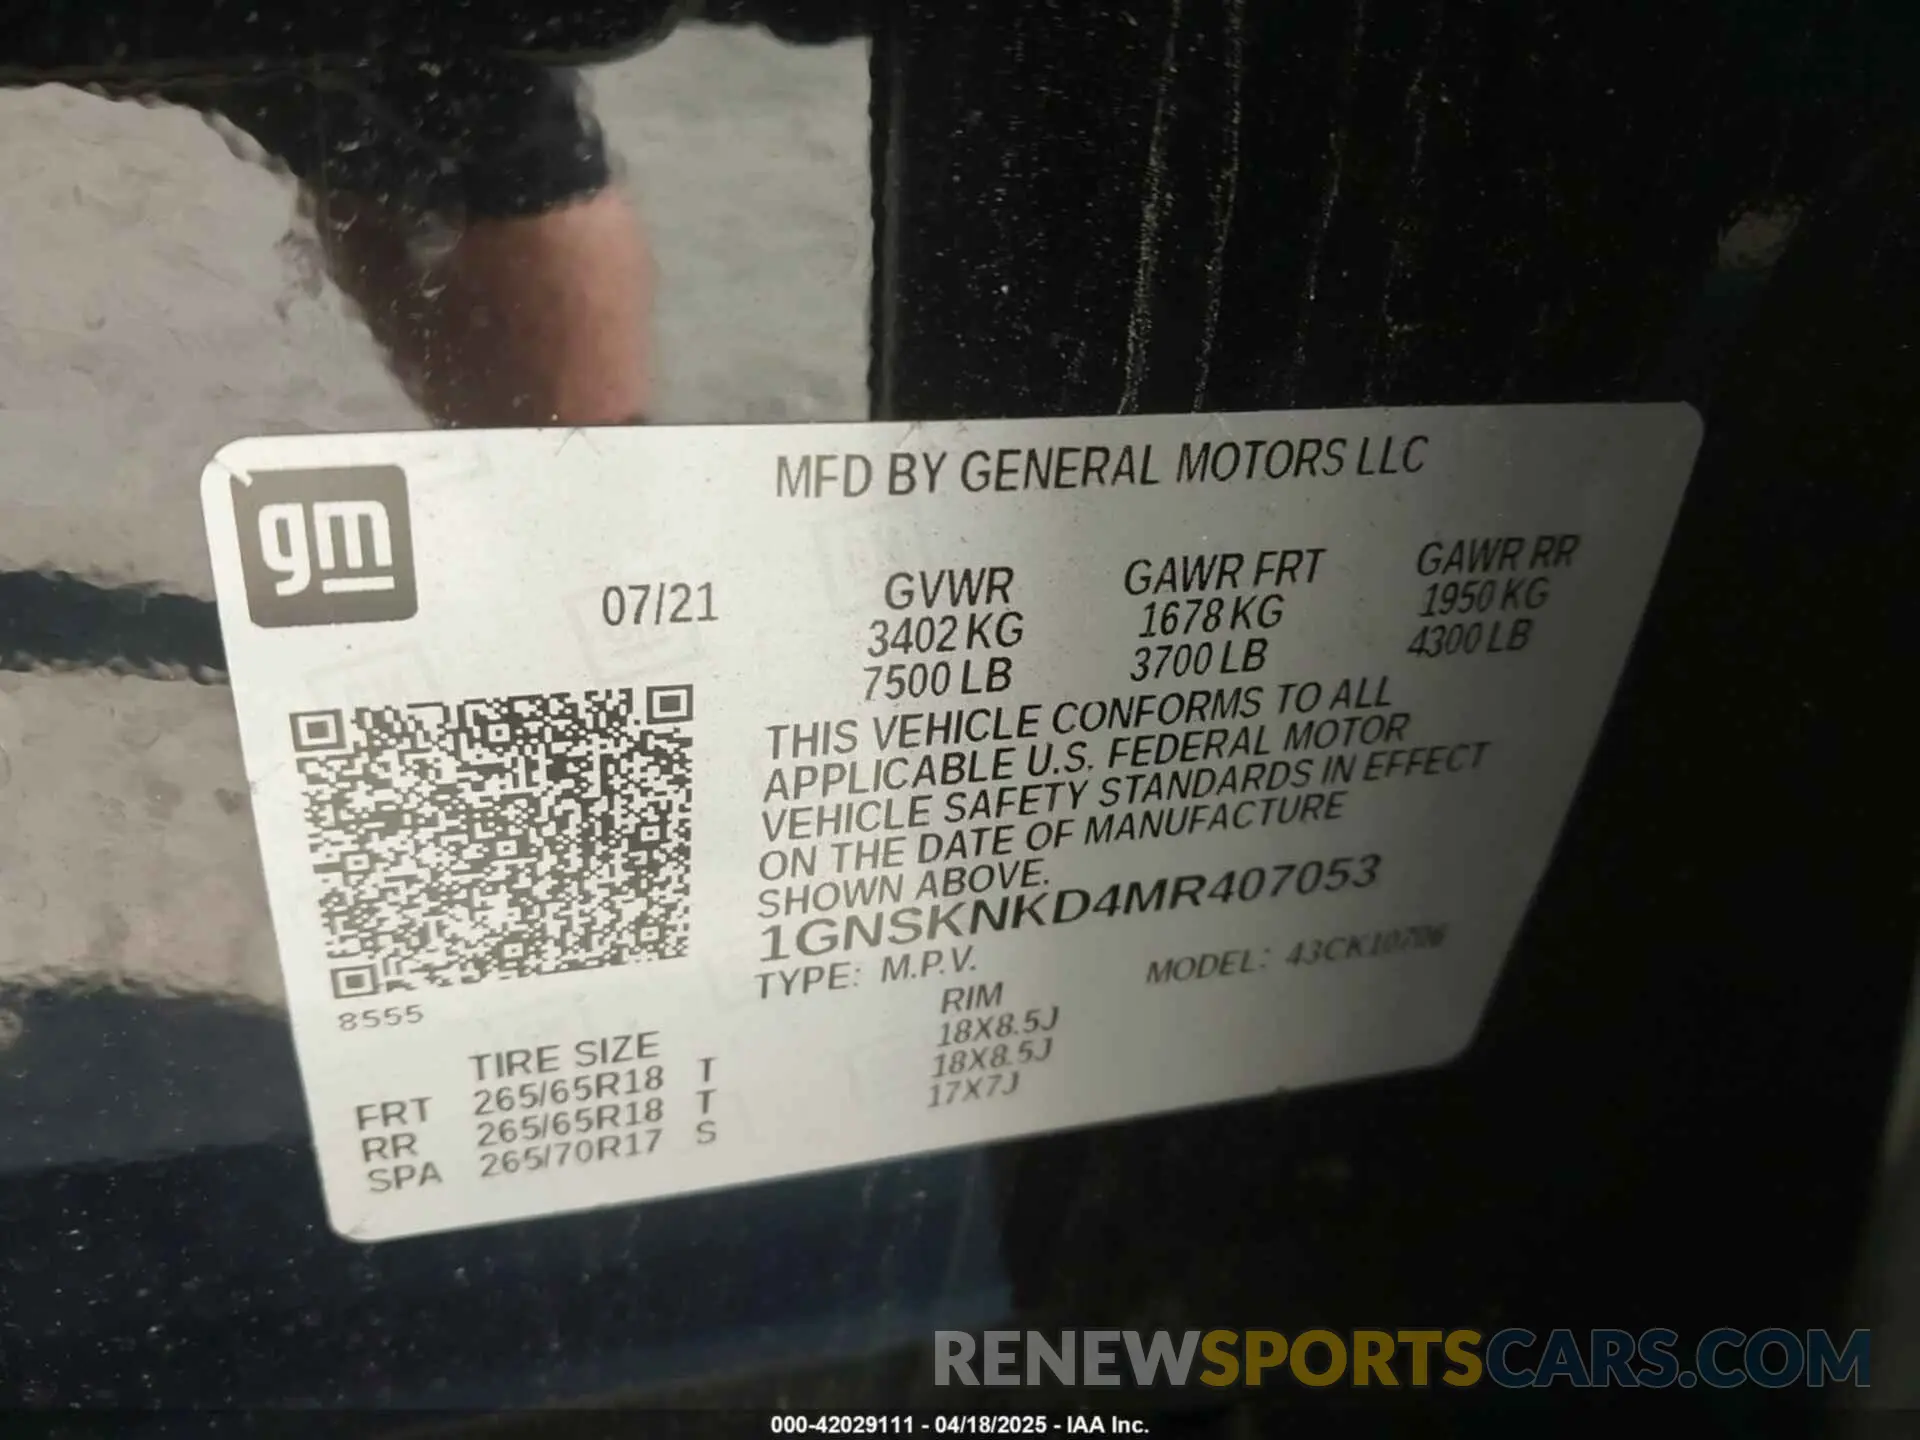 gm
MFD BY GENERAL MOTORS LLC
07/21
GVWR
3402 KG
7500 LB
GAWR FRT
1678 KG
3700 LB
GAWR RR
1950 KG
4300 LB
THIS VEHICLE CONFORMS TO ALL
APPLICABLE U.S. FEDERAL MOTOR
VEHICLE SAFETY STANDARDS IN EFFECT
ON THE DATE OF MANUFACTURE
SHOWN ABOVE.
1GNSKNKD4MR407053
TYPE: M.P.V.
MODEL: 43CK10706
8555
TIRE SIZE
RIM
FRT 265/65R18 T 18X8.5J
RR 265/65R18 T 18X8.5J
SPA 265/70R17 S 17X7J
RENEWSPORTSCARS.COM
000-42029111 - 04/18/2025 - IAA Inc.